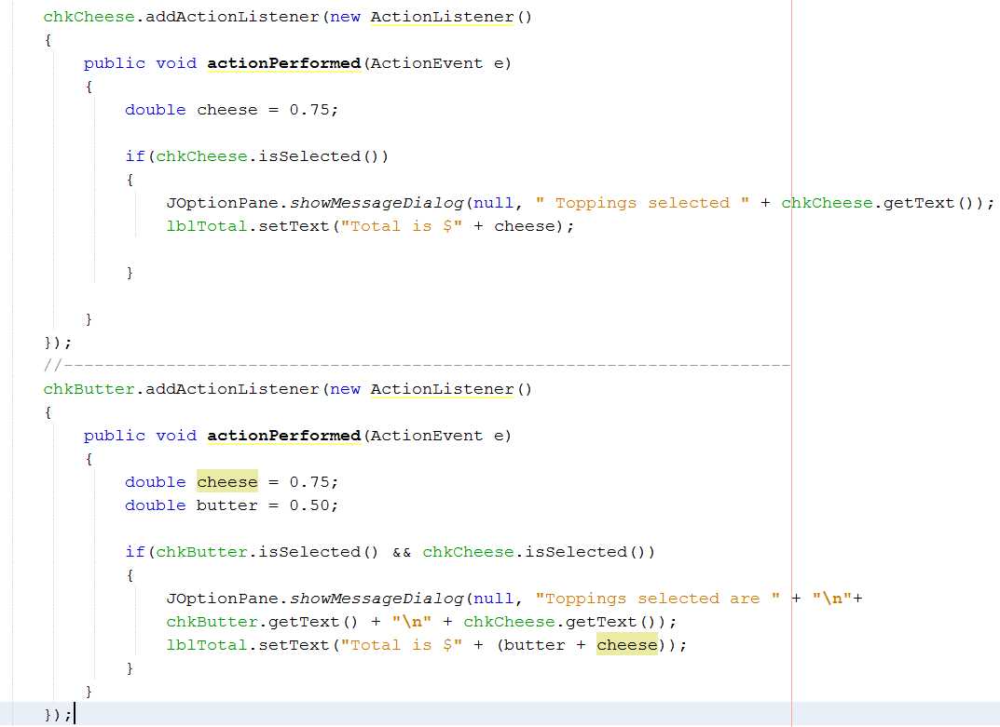 chkCheese.addActionListener(new ActionListener()
{
    public void actionPerformed(ActionEvent e)
    {
        double cheese = 0.75;

        if(chkCheese.isSelected())
        {
            JOptionPane.showMessageDialog(null, " Toppings selected " + chkCheese.getText());
            lblTotal.setText("Total is $" + cheese);

        }

    }
});
//-----------------------------------------------------------------------
chkButter.addActionListener(new ActionListener()
{
    public void actionPerformed(ActionEvent e)
    {
        double cheese = 0.75;
        double butter = 0.50;

        if(chkButter.isSelected() && chkCheese.isSelected())
        {
            JOptionPane.showMessageDialog(null, "Toppings selected are " + "\n"+
            chkButter.getText() + "\n" + chkCheese.getText());
            lblTotal.setText("Total is $" + (butter + cheese));
        }
    }
});